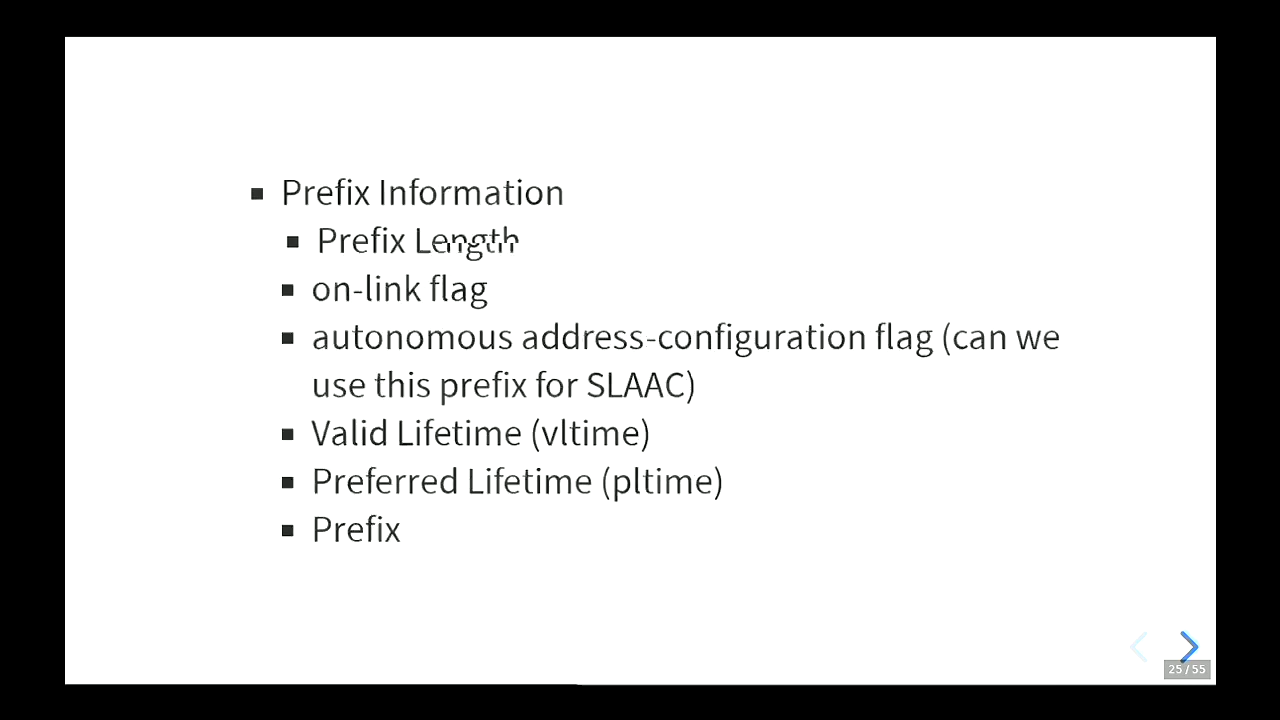 Prefix Information
Prefix Length
on-link flag
autonomous address-configuration flag (can we
use this prefix for SLAAC)
Valid Lifetime (vltime)
Preferred Lifetime (pltime)
Prefix
25 / 55